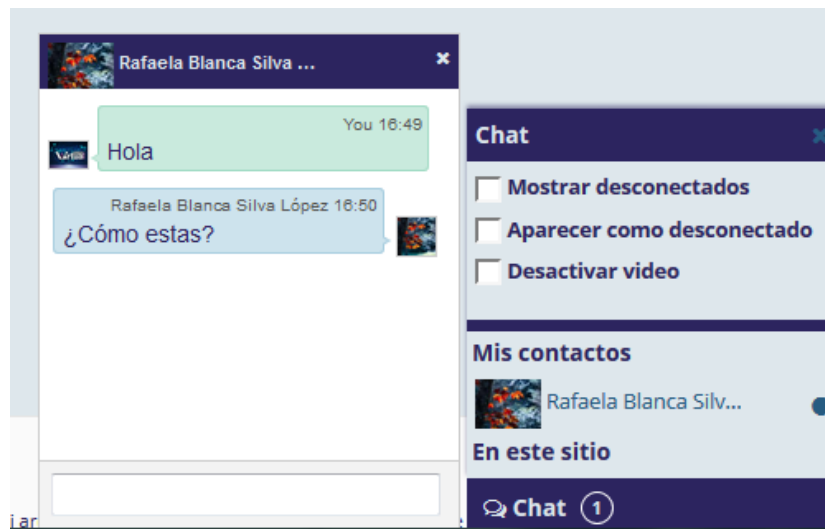 Rafaela Blanca Silva ...
You 16:49
Hola
Rafaela Blanca Silva López 16:50
¿Cómo estas?
Chat
Mostrar desconectados
Aparecer como desconectado
Desactivar video
Mis contactos
Rafaela Blanca Silv...
En este sitio
Chat 1